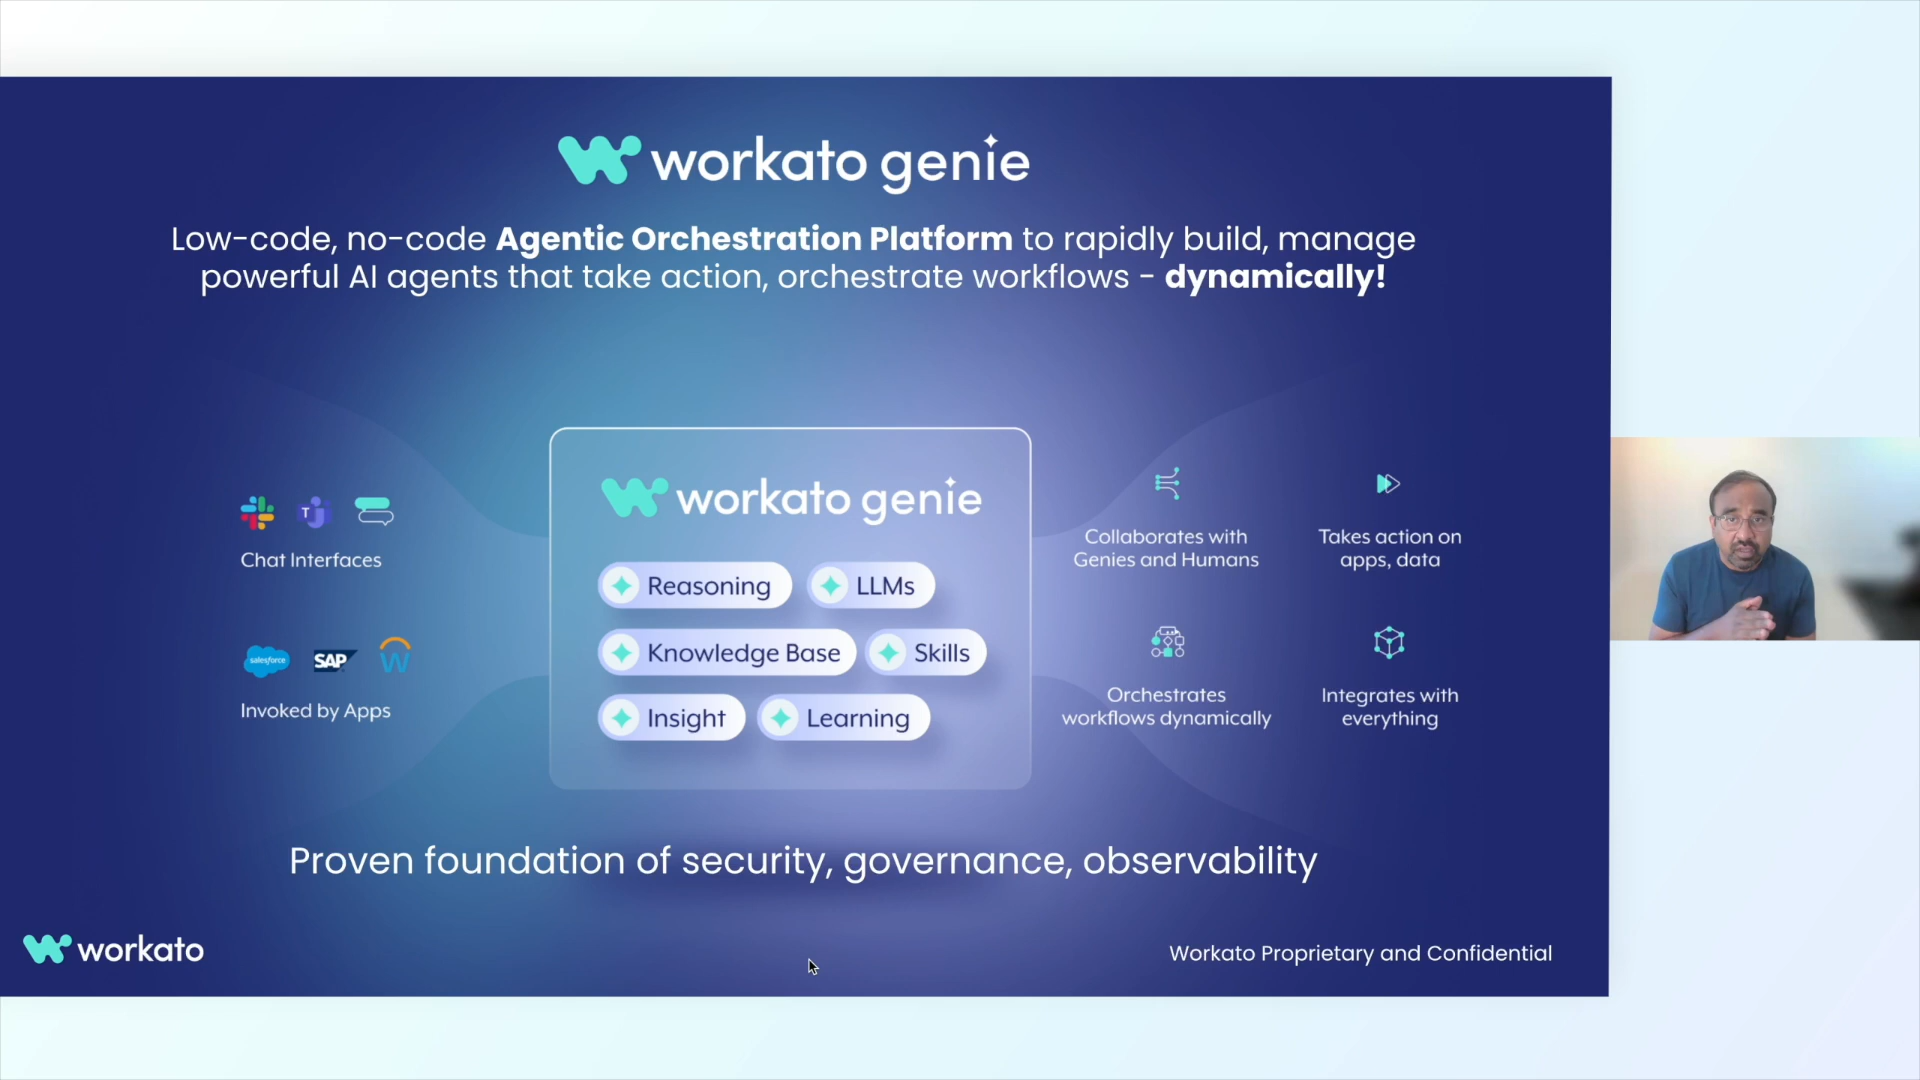 workato genie
Low-code, no-code Agentic Orchestration Platform to rapidly build, manage
powerful AI agents that take action, orchestrate workflows - dynamically!
T
Chat Interfaces
salesforce SAP W
Invoked by Apps
workato genie
Reasoning LLMs
Knowledge Base Skills
Insight Learning
Collaborates with
Genies and Humans
Takes action on
apps, data
Orchestrates
workflows dynamically
Integrates with
everything
Proven foundation of security, governance, observability
workato
Workato Proprietary and Confidential